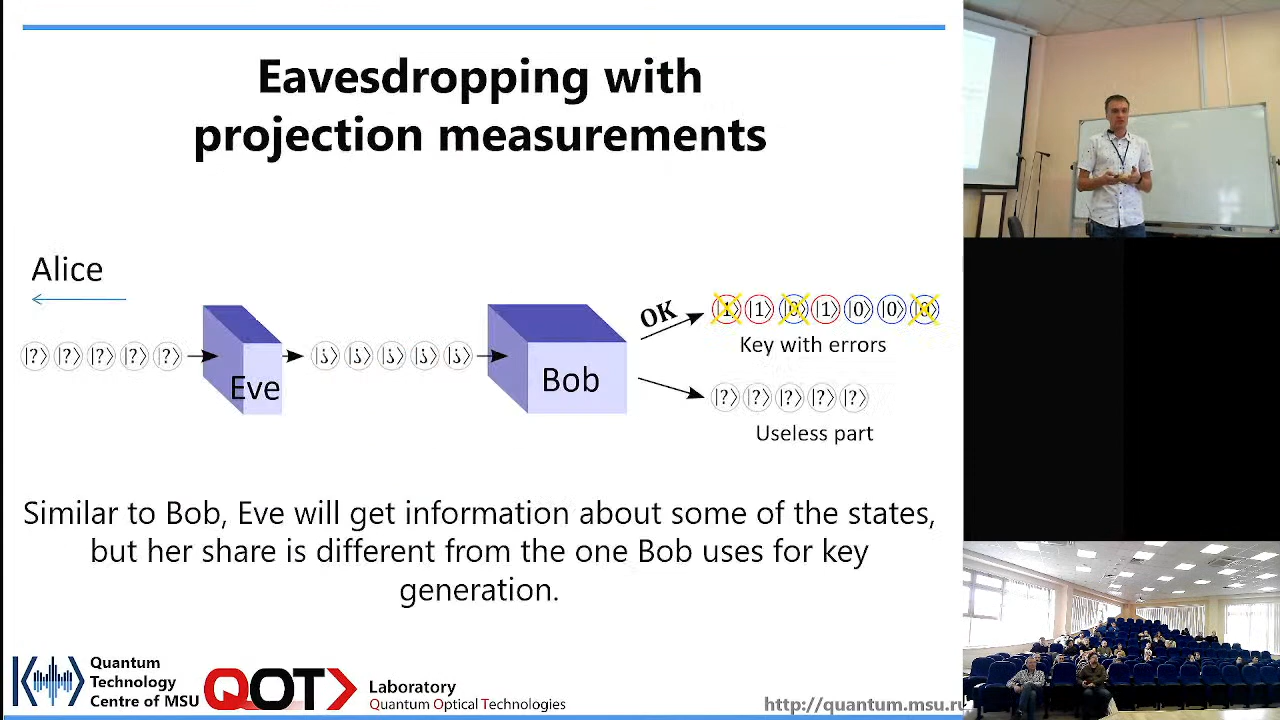 Eavesdropping with
projection measurements
Alice
|?⟩ |?⟩ |?⟩ |?⟩ |?⟩
Eve
|¿⟩ |¿⟩ |¿⟩ |¿⟩ |¿⟩
Bob
OK
|1⟩ |1⟩ |0⟩ |1⟩ |0⟩ |0⟩ |0⟩
Key with errors
|?⟩ |?⟩ |?⟩ |?⟩ |?⟩
Useless part
Similar to Bob, Eve will get information about some of the states,
but her share is different from the one Bob uses for key
generation.
Quantum
Technology
Centre of MSU
QOT
Laboratory
Quantum Optical Technologies
http://quantum.msu.ru